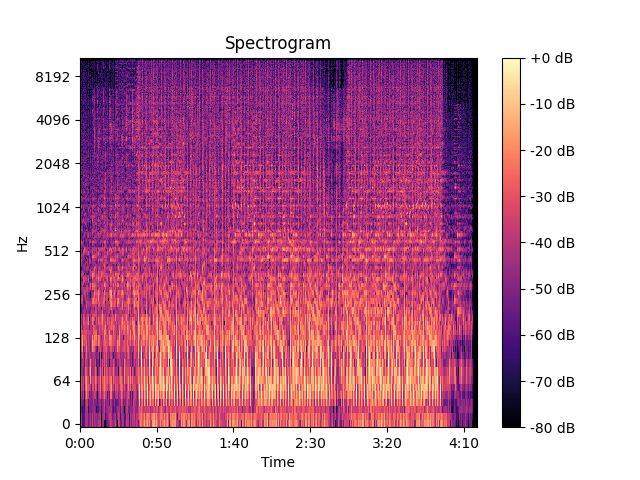 Spectrogram
Hz
8192
4096
2048
1024
512
256
128
64
0
0:00 0:50 1:40 2:30 3:20 4:10
Time
+0 dB
-10 dB
-20 dB
-30 dB
-40 dB
-50 dB
-60 dB
-70 dB
-80 dB